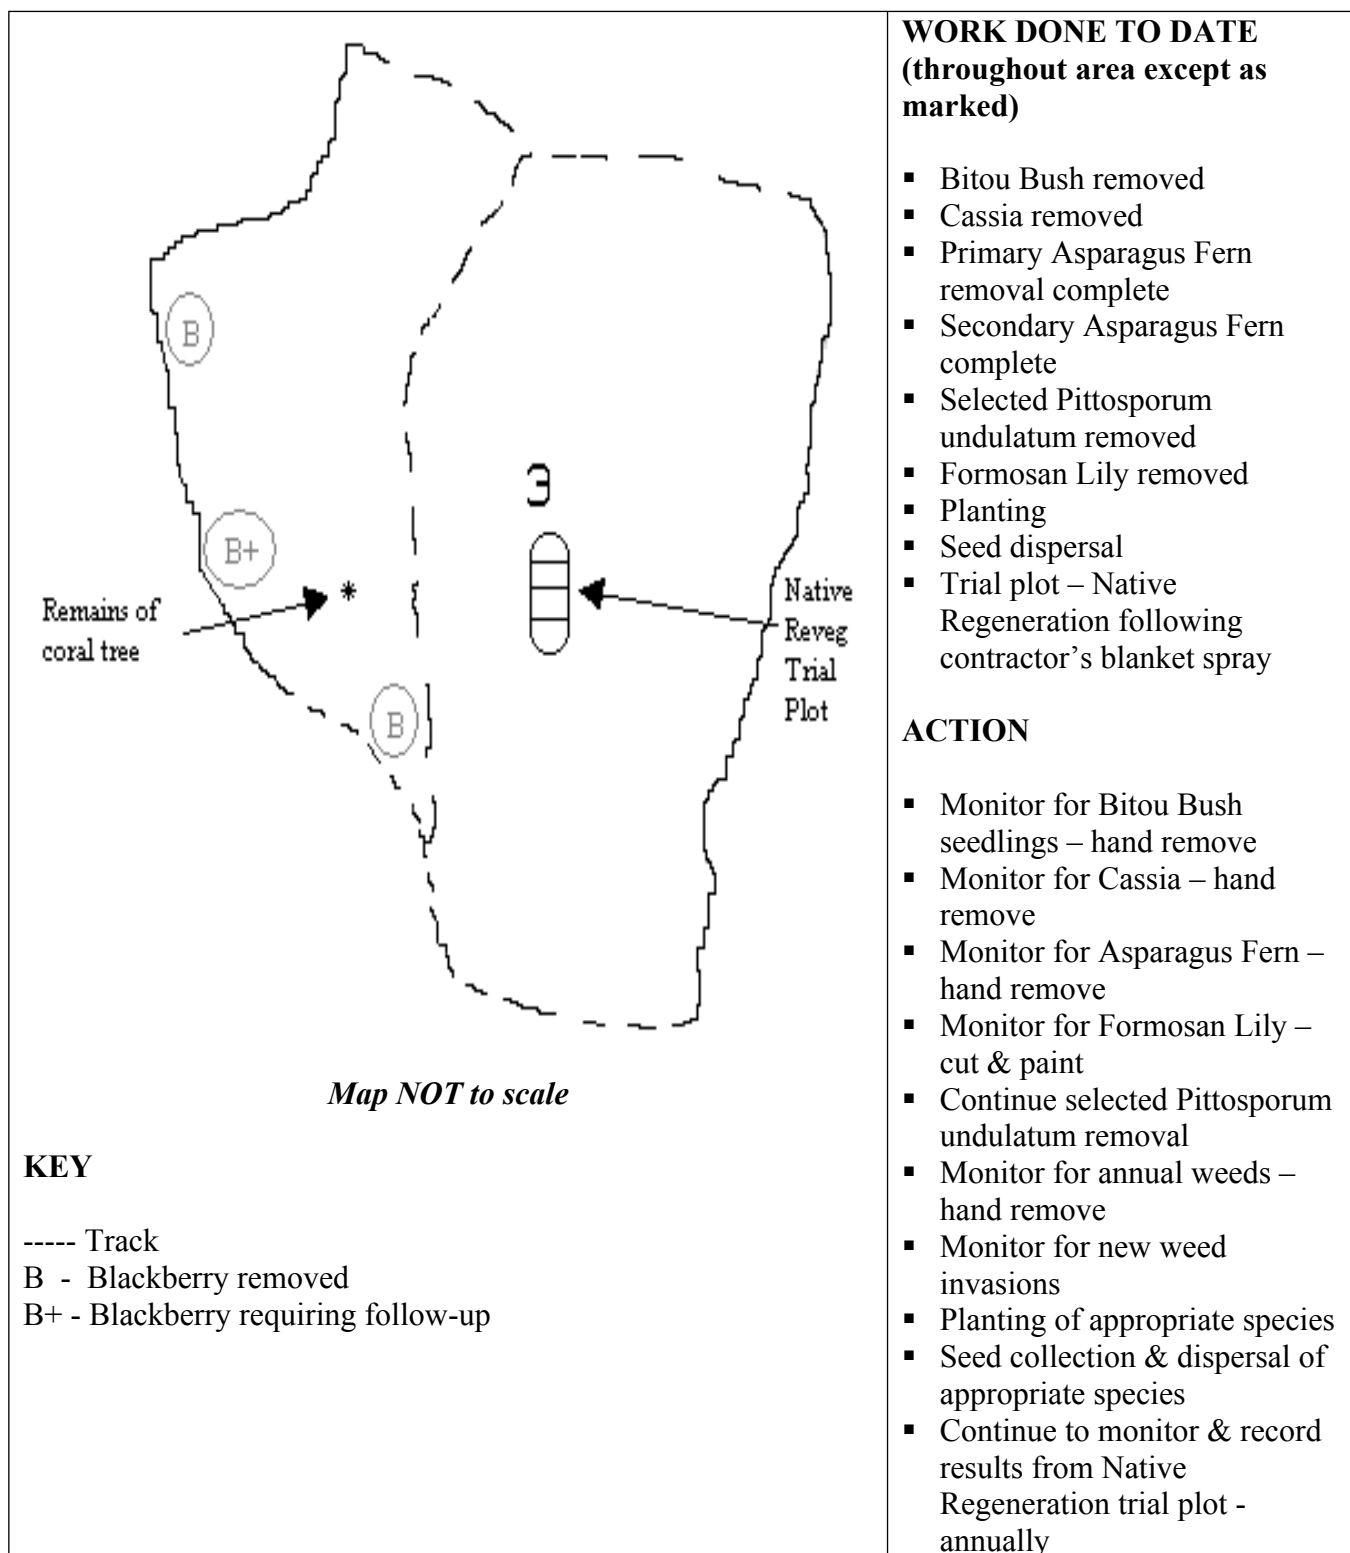 B
B+
B
3
Remains of
coral tree
Native
Reveg
Trial
Plot
Map NOT to scale
KEY
----- Track
B - Blackberry removed
B+ - Blackberry requiring follow-up
WORK DONE TO DATE
(throughout area except as
marked)
▪ Bitou Bush removed
▪ Cassia removed
▪ Primary Asparagus Fern
removal complete
▪ Secondary Asparagus Fern
complete
▪ Selected Pittosporum
undulatum removed
▪ Formosan Lily removed
▪ Planting
▪ Seed dispersal
▪ Trial plot – Native
Regeneration following
contractor’s blanket spray
ACTION
▪ Monitor for Bitou Bush
seedlings – hand remove
▪ Monitor for Cassia – hand
remove
▪ Monitor for Asparagus Fern –
hand remove
▪ Monitor for Formosan Lily –
cut & paint
▪ Continue selected Pittosporum
undulatum removal
▪ Monitor for annual weeds –
hand remove
▪ Monitor for new weed
invasions
▪ Planting of appropriate species
▪ Seed collection & dispersal of
appropriate species
▪ Continue to monitor & record
results from Native
Regeneration trial plot -
annually